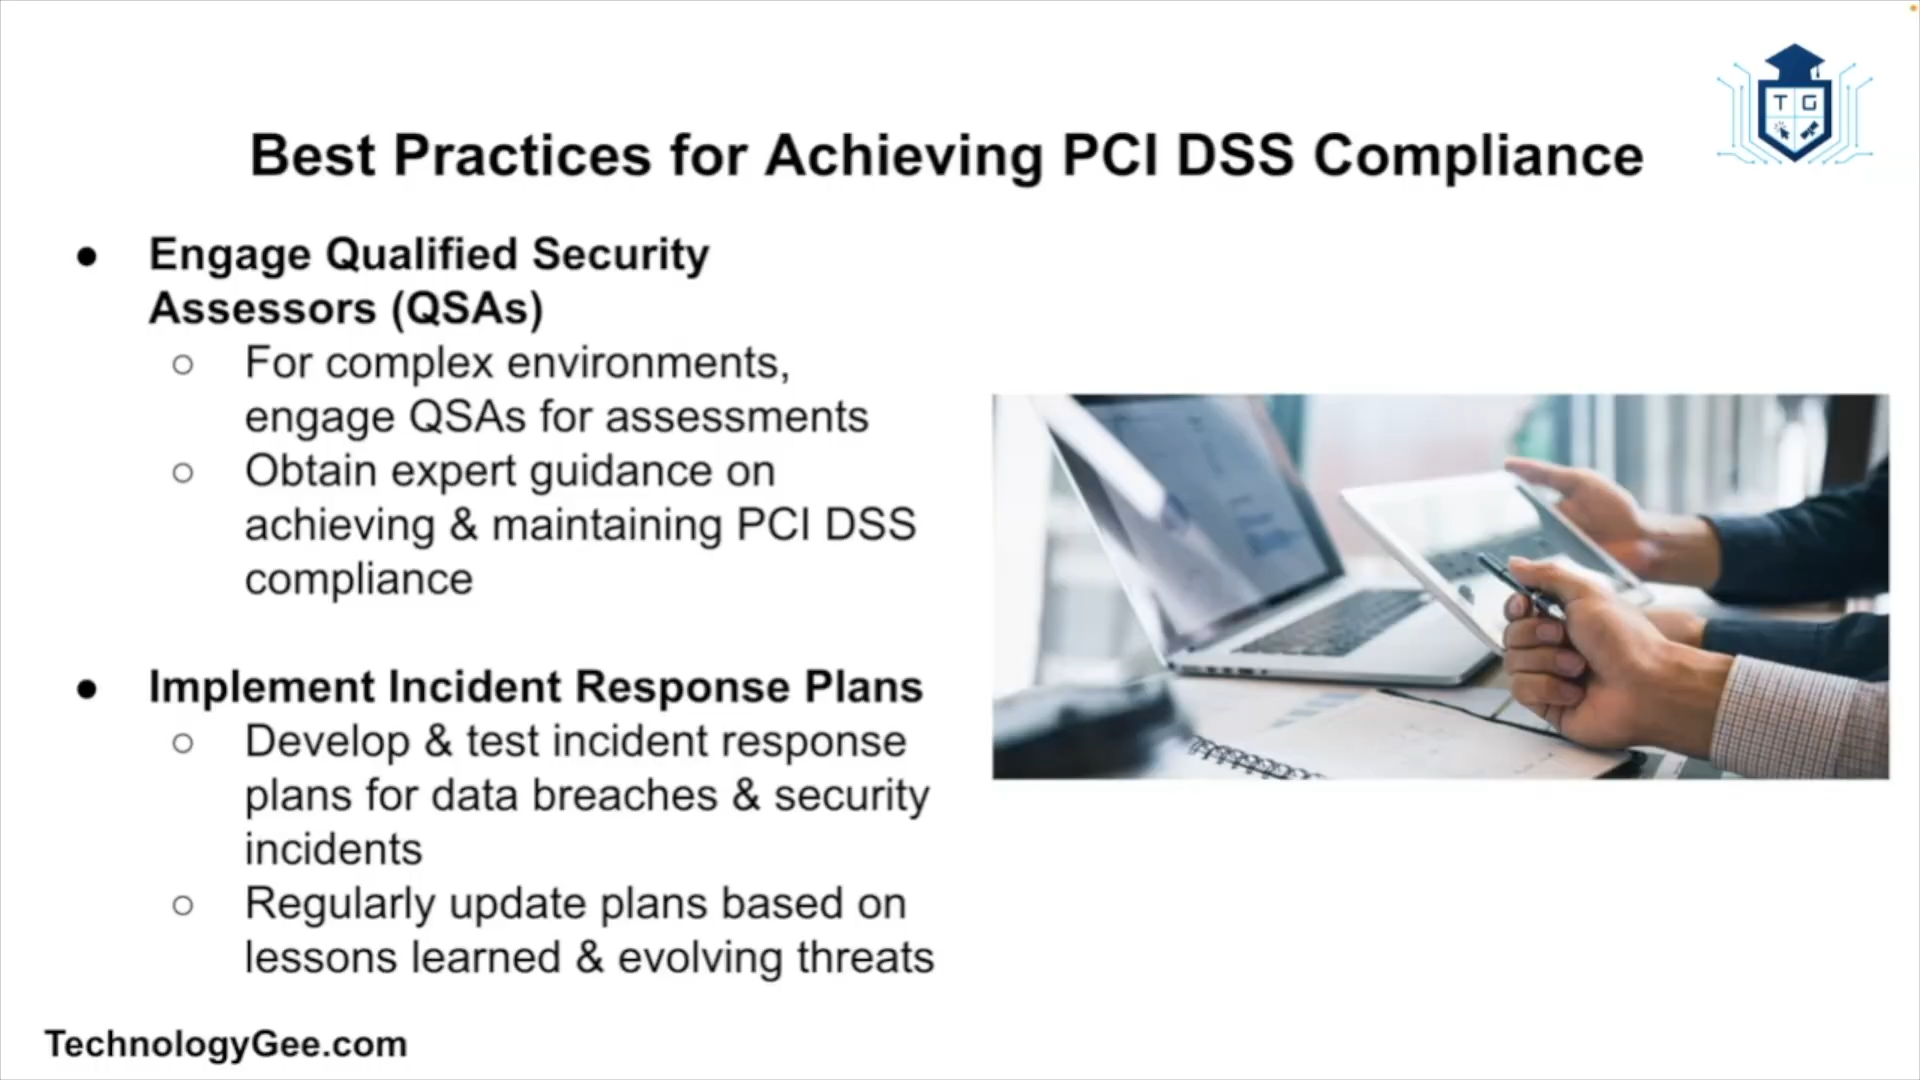 T G
Best Practices for Achieving PCI DSS Compliance
● Engage Qualified Security
Assessors (QSAs)
○ For complex environments,
engage QSAs for assessments
○ Obtain expert guidance on
achieving & maintaining PCI DSS
compliance
● Implement Incident Response Plans
○ Develop & test incident response
plans for data breaches & security
incidents
○ Regularly update plans based on
lessons learned & evolving threats
TechnologyGee.com